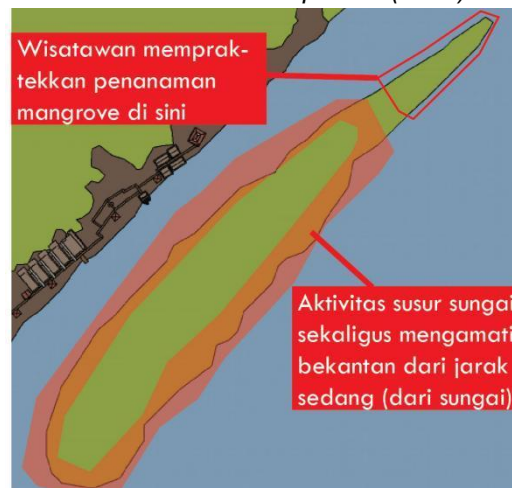 Wisatawan memprak-
tekkan penanaman
mangrove di sini
Aktivitas susur sungai
sekaligus mengamati
bekantan dari jarak
sedang (dari sungai)